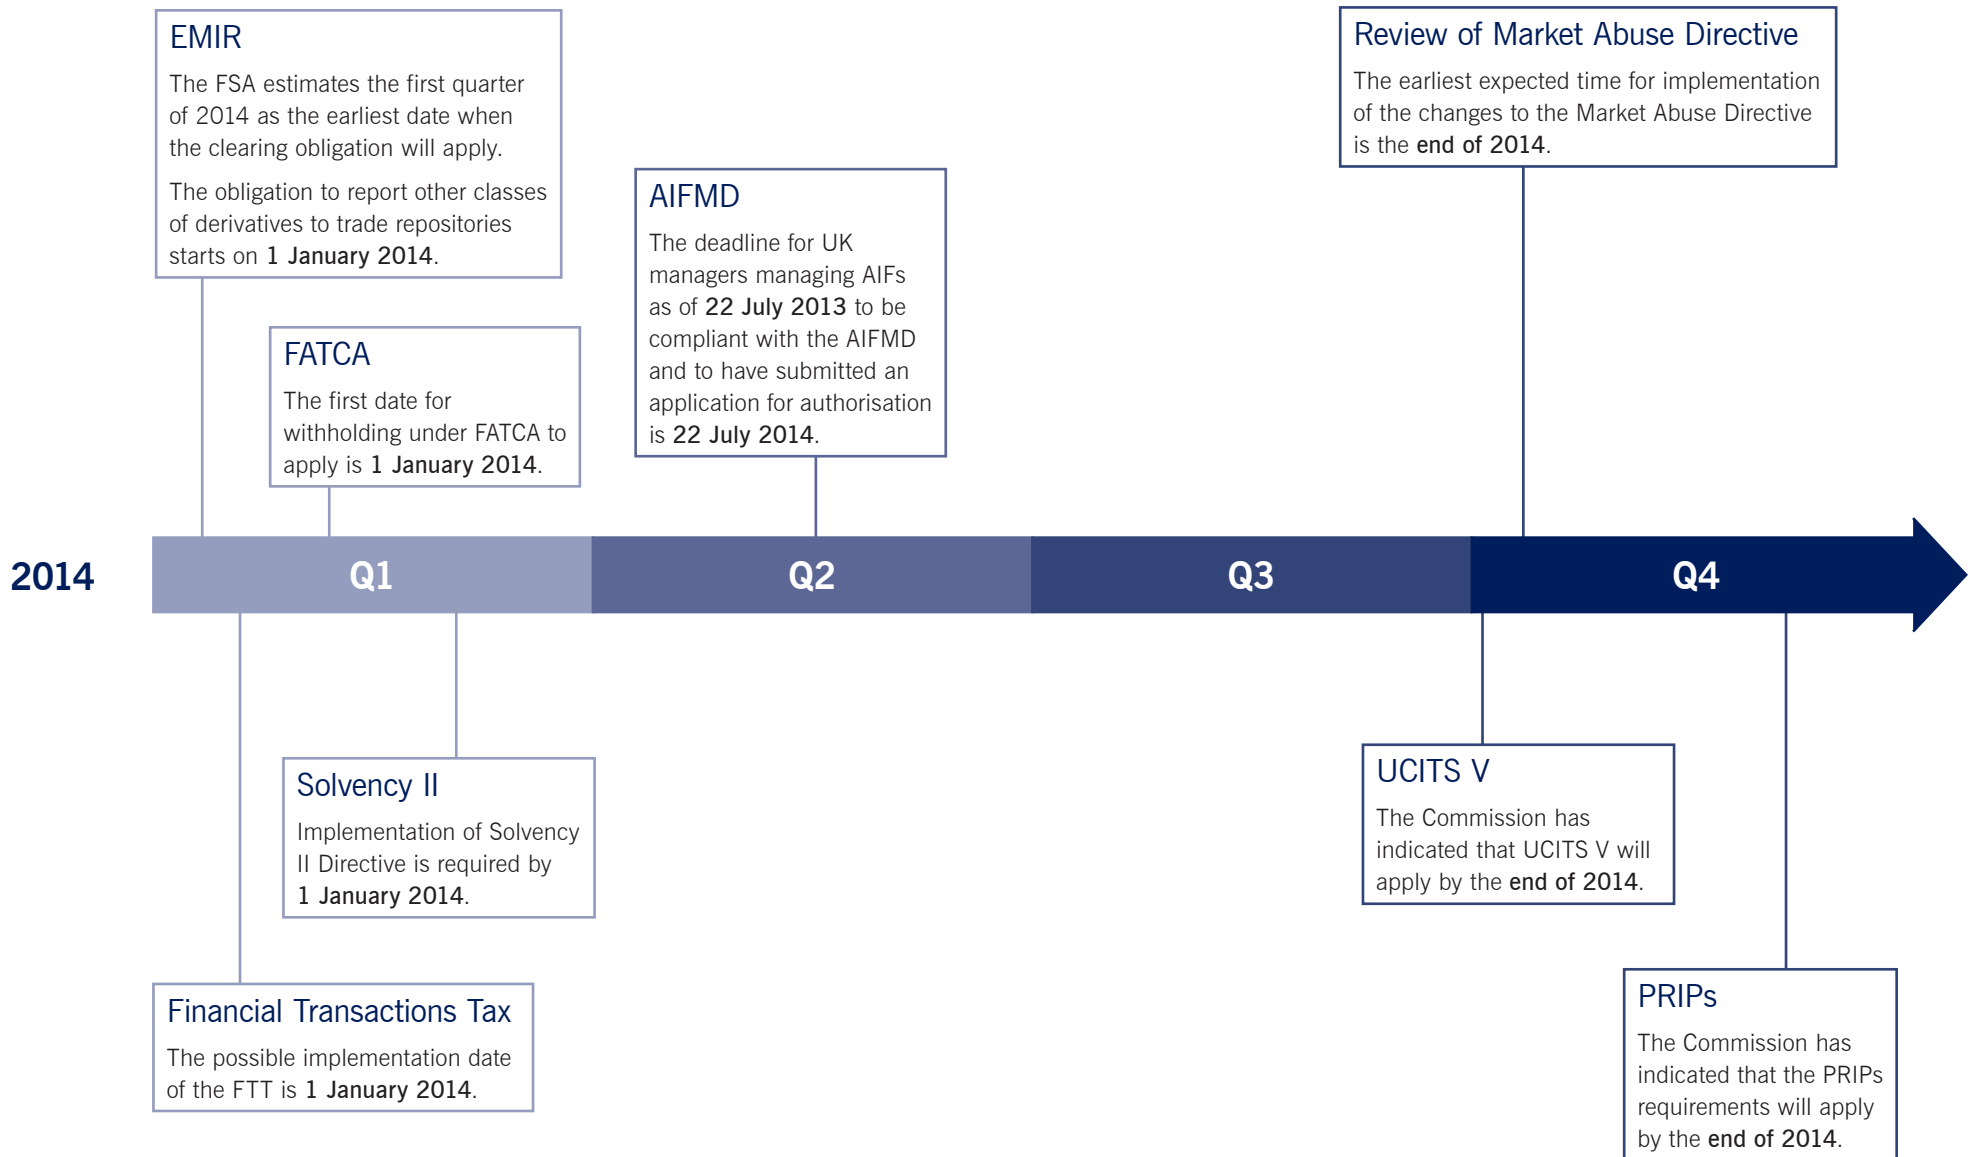 EMIR
The FSA estimates the first quarter
of 2014 as the earliest date when
the clearing obligation will apply.
The obligation to report other classes
of derivatives to trade repositories
starts on 1 January 2014.
Review of Market Abuse Directive
The earliest expected time for implementation
of the changes to the Market Abuse Directive
is the end of 2014.
AIFMD
The deadline for UK
managers managing AIFs
as of 22 July 2013 to be
compliant with the AIFMD
and to have submitted an
application for authorisation
is 22 July 2014.
FATCA
The first date for
withholding under FATCA to
apply is 1 January 2014.
2014
Q1
Q2
Q3
Q4
Solvency II
Implementation of Solvency
II Directive is required by
1 January 2014.
UCITS V
The Commission has
indicated that UCITS V will
apply by the end of 2014.
Financial Transactions Tax
The possible implementation date
of the FTT is 1 January 2014.
PRIPs
The Commission has
indicated that the PRIPs
requirements will apply
by the end of 2014.